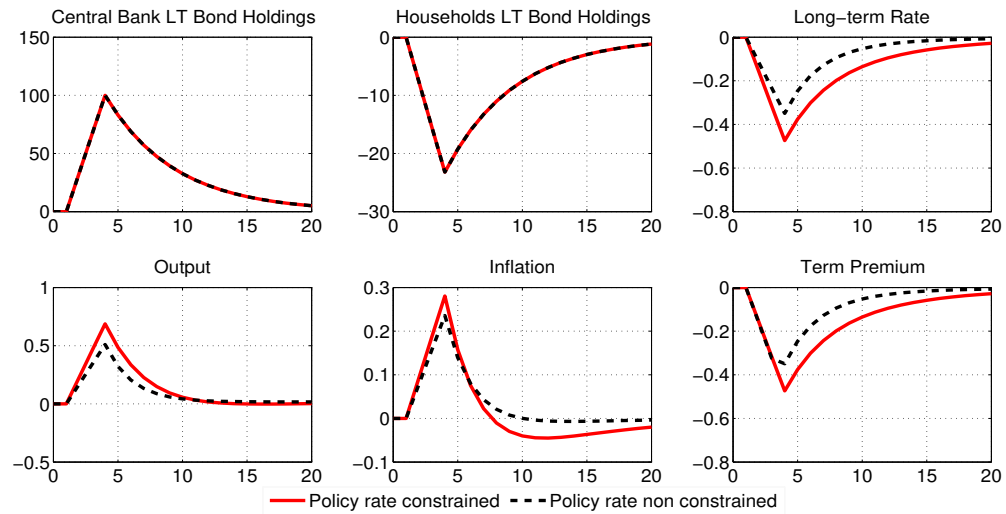 Central Bank LT Bond Holdings
Households LT Bond Holdings
Long−term Rate
150
100
50
0
0 5 10 15 20
0
−10
−20
−30
0 5 10 15 20
0
−0.2
−0.4
−0.6
−0.8
0 5 10 15 20
Output
Inflation
Term Premium
1
0.5
0
−0.5
0 5 10 15 20
0.3
0.2
0.1
0
−0.1
0 5 10 15 20
0
−0.2
−0.4
−0.6
−0.8
0 5 10 15 20
Policy rate constrained
Policy rate non constrained